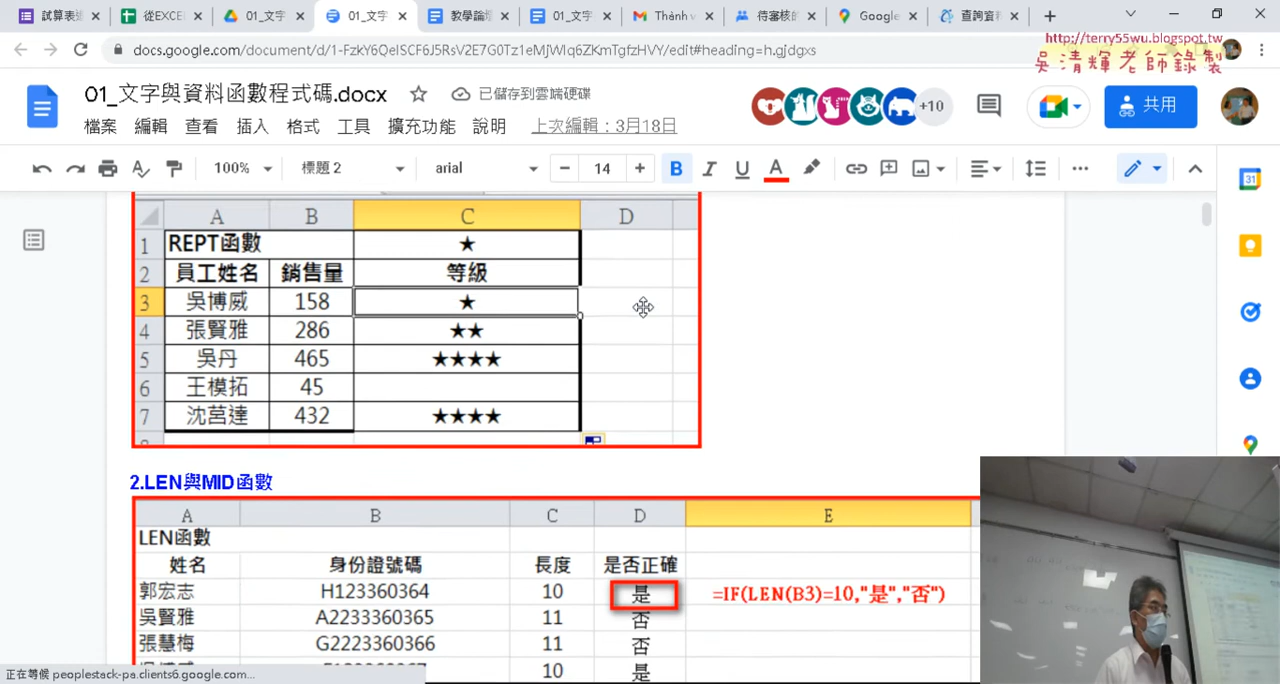 試算表進
從EXCE
01_文字
01_文字
教學論壇
01_文字
Thành v
待審核的
Google
查詢資料
docs.google.com/document/d/1-FzkY6QeISCF6J5RsV2E7G0Tz1eMjWIq6ZKmTgfzHVY/edit#heading=h.gjdgxs
http://terry55wu.blogspot.tw
吳清輝老師錄製
01_文字與資料函數程式碼.docx
已儲存到雲端硬碟
+10
共用
檔案 編輯 查看 插入 格式 工具 擴充功能 說明 上次編輯：3月18日
100% 標題 2 arial 14 B I U A
31
A B C D
1 REPT函數 ★
2 員工姓名 銷售量 等級
3 吳博威 158 ★
4 張賢雅 286 ★★
5 吳丹 465 ★★★★
6 王模拓 45
7 沈莒達 432 ★★★★
2.LEN與MID函數
A B C D E
LEN函數
姓名 身份證號碼 長度 是否正確
郭宏志 H123360364 10 是 =IF(LEN(B3)=10,"是","否")
吳賢雅 A2233360365 11 否
張慧梅 G2223360366 11 否
10 是
正在等候 peoplestack-pa.clients6.google.com...